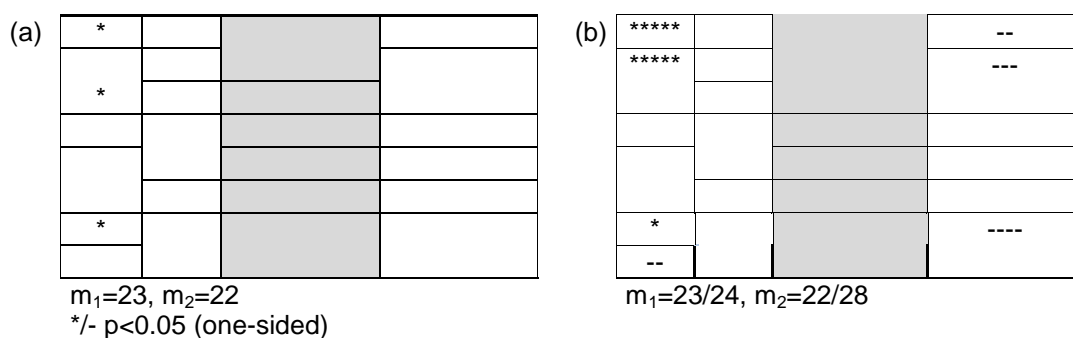 (a)
*
*
*
m₁=23, m₂=22
*/- p<0.05 (one-sided)
(b)
***** --
***** ---
* ----
--
m₁=23/24, m₂=22/28